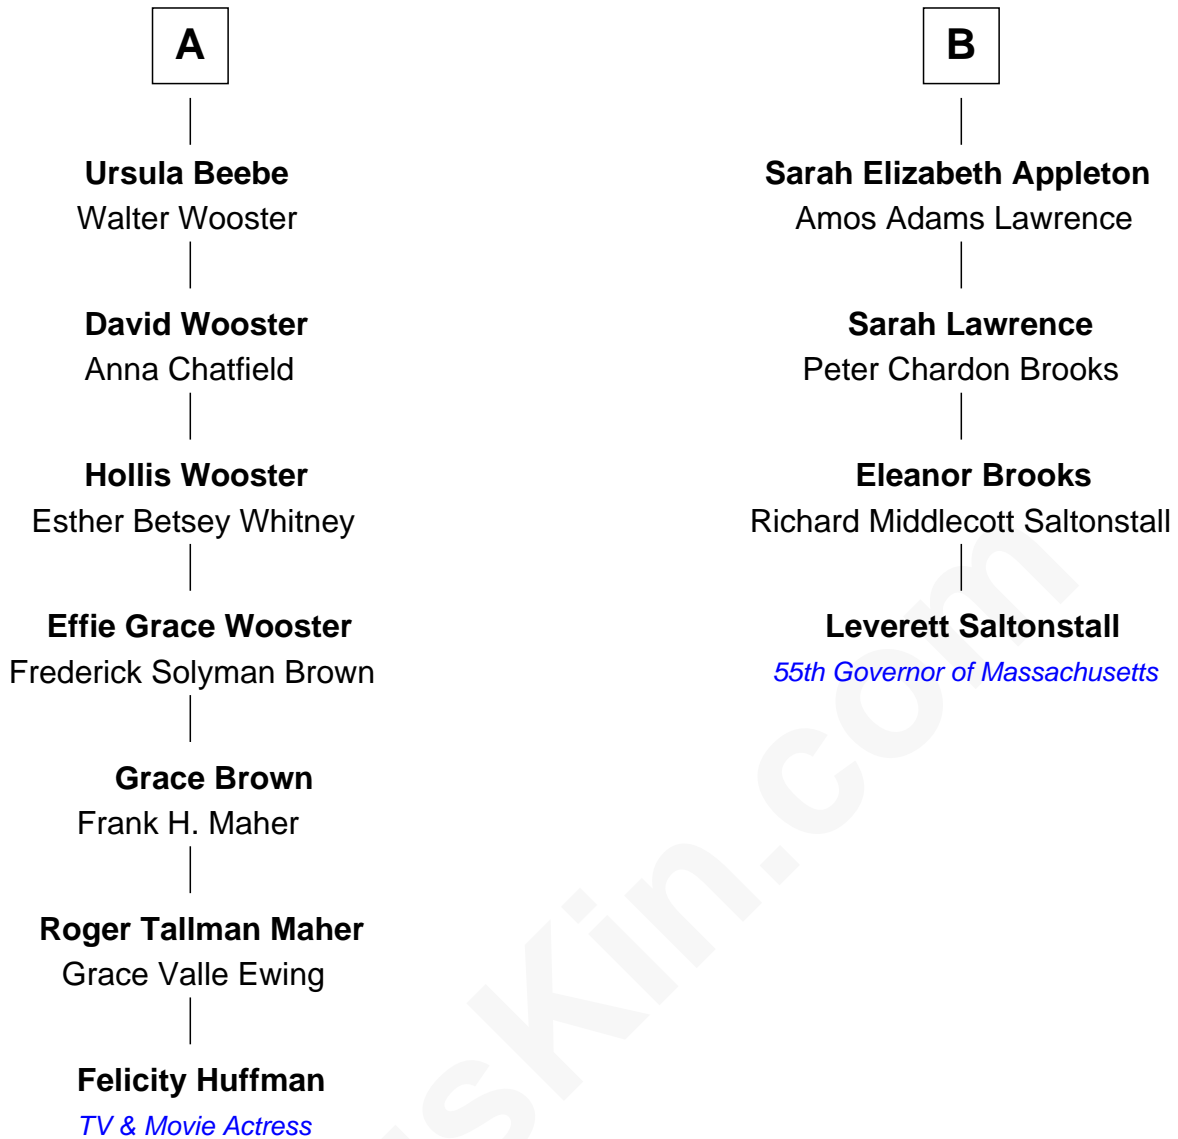 A
Ursula Beebe
Walter Wooster
David Wooster
Anna Chatfield
Hollis Wooster
Esther Betsey Whitney
Effie Grace Wooster
Frederick Solyman Brown
Grace Brown
Frank H. Maher
Roger Tallman Maher
Grace Valle Ewing
Felicity Huffman
TV & Movie Actress
B
Sarah Elizabeth Appleton
Amos Adams Lawrence
Sarah Lawrence
Peter Chardon Brooks
Eleanor Brooks
Richard Middlecott Saltonstall
Leverett Saltonstall
55th Governor of Massachusetts
sKin.com